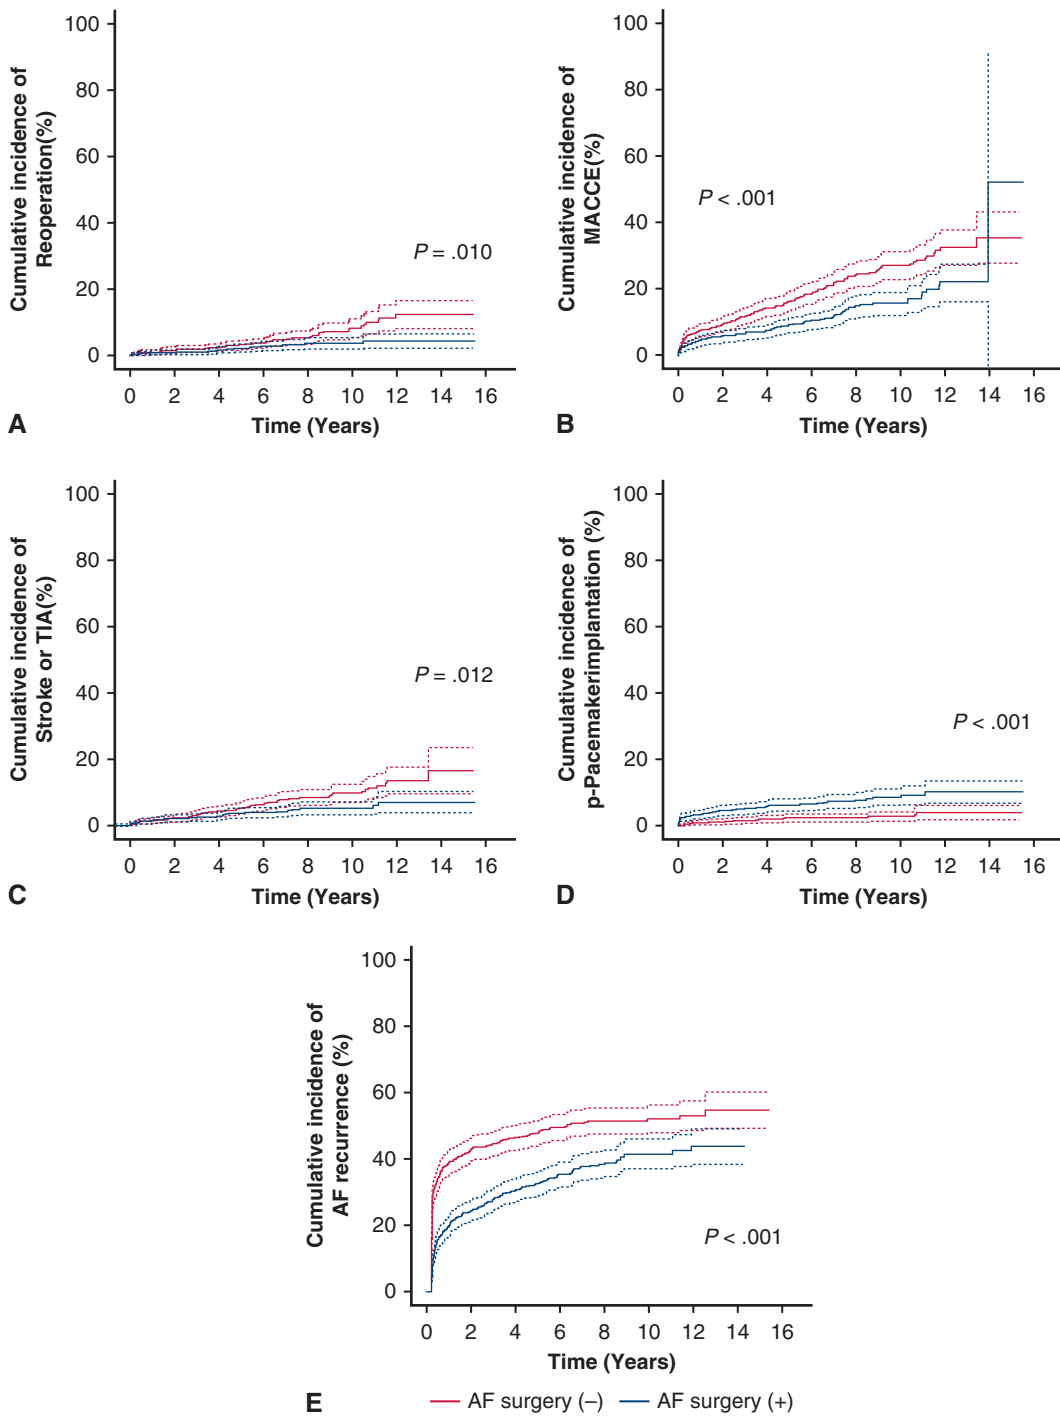 Cumulative incidence of
Reoperation(%)
100
80
60
40
20
0
P = .010
0 2 4 6 8 10 12 14 16
Time (Years)
A
Cumulative incidence of
MACCE(%)
100
80
60
40
20
0
P < .001
0 2 4 6 8 10 12 14 16
Time (Years)
B
Cumulative incidence of
Stroke or TIA(%)
100
80
60
40
20
0
P = .012
0 2 4 6 8 10 12 14 16
Time (Years)
C
Cumulative incidence of
p-Pacemakerimplantation (%)
100
80
60
40
20
0
P < .001
0 2 4 6 8 10 12 14 16
Time (Years)
D
Cumulative incidence of
AF recurrence (%)
100
80
60
40
20
0
P < .001
0 2 4 6 8 10 12 14 16
Time (Years)
E
AF surgery (–) AF surgery (+)